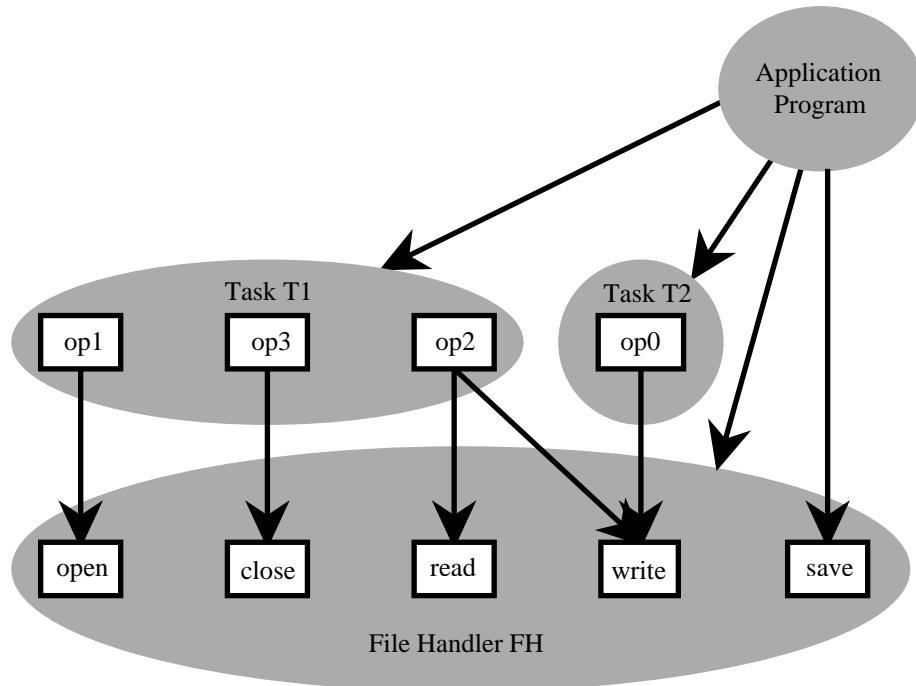 Application
Program
Task T1
Task T2
op1
op3
op2
op0
open
close
read
write
save
File Handler FH